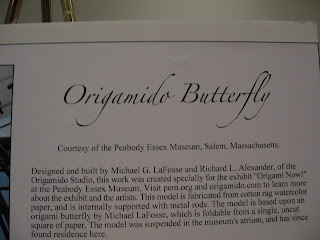 Origamido Butterfly
Courtesy of the Peabody Essex Museum, Salem, Massachusetts.
Designed and built by Michael G. LaFosse and Richard L. Alexander, of the
Origamido Studio, this work was created specially for the exhibit "Origami Now!"
at the Peabody Essex Museum. Visit pem.org and origamido.com to learn more
about the exhibit and the artists. This model is fabricated from cotton rag watercolor
paper, and is internally supported with metal rods. The model is based upon an
origami butterfly by Michael LaFosse, which is foldable from a single, uncut
square of paper. The model was suspended in the museum's atrium, and has since
found residence here.